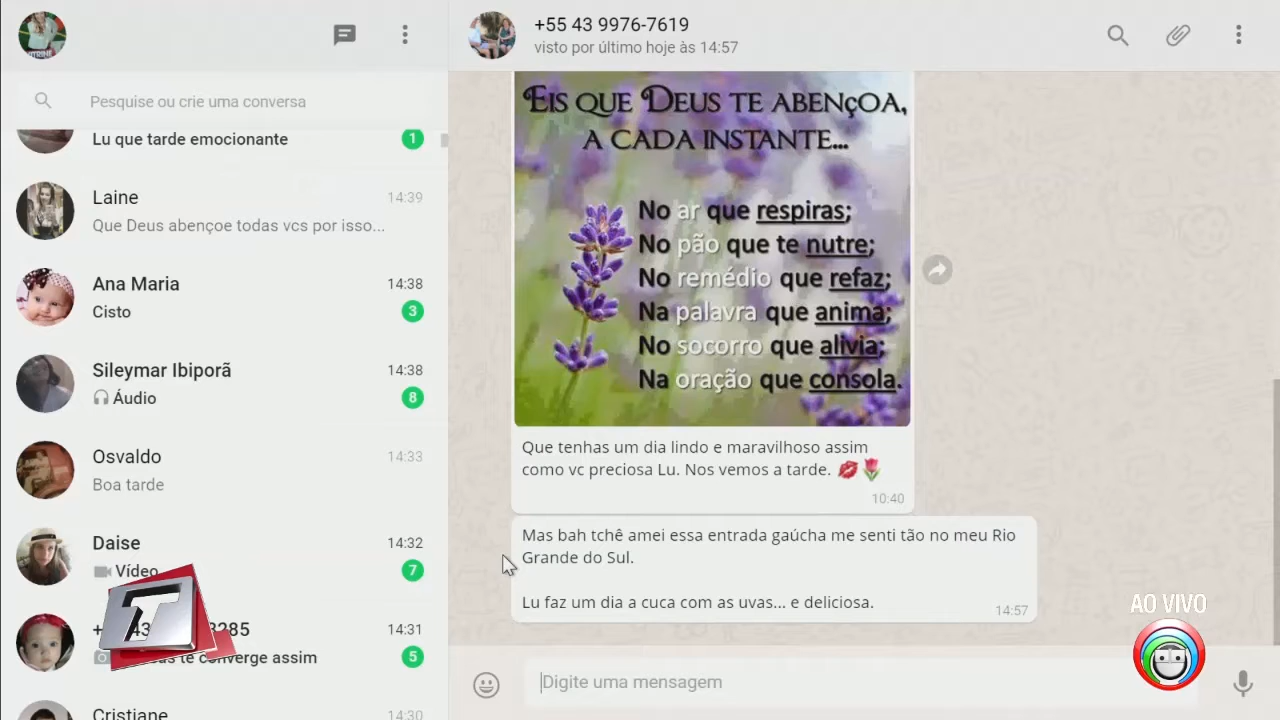 +55 43 9976-7619
visto por último hoje às 14:57
Pesquise ou crie uma conversa
Lu que tarde emocionante
1
Laine
14:39
Que Deus abençoe todas vcs por isso...
Ana Maria
14:38
Cisto
3
Sileymar Ibiporã
14:38
Áudio
8
Osvaldo
14:33
Boa tarde
Daise
14:32
Vídeo
7
14:31
te converge assim
5
Cristiane
14:30
T
EIS QUE DEUS TE ABENÇOA,
A CADA INSTANTE...
No ar que respiras;
No pão que te nutre;
No remédio que refaz;
Na palavra que anima;
No socorro que alivia;
Na oração que consola.
Que tenhas um dia lindo e maravilhoso assim
como vc preciosa Lu. Nos vemos a tarde.
10:40
Mas bah tchê amei essa entrada gaúcha me senti tão no meu Rio
Grande do Sul.
Lu faz um dia a cuca com as uvas... e deliciosa.
14:57
Digite uma mensagem
AO VIVO